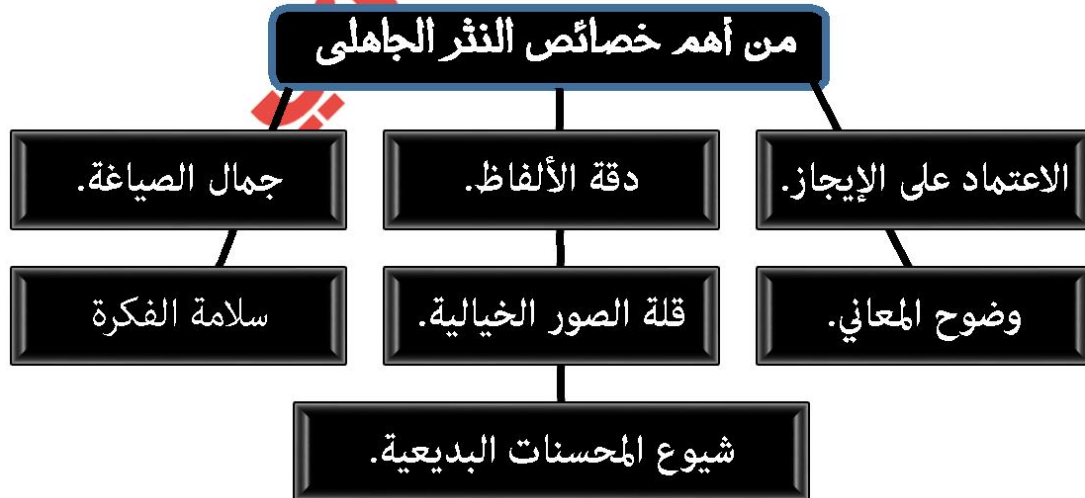 من أهم خصائص النثر الجاهلى
الاعتماد على الإيجاز.
دقة الألفاظ.
جمال الصياغة.
وضوح المعاني.
قلة الصور الخيالية.
سلامة الفكرة
شيوع المحسنات البديعية.